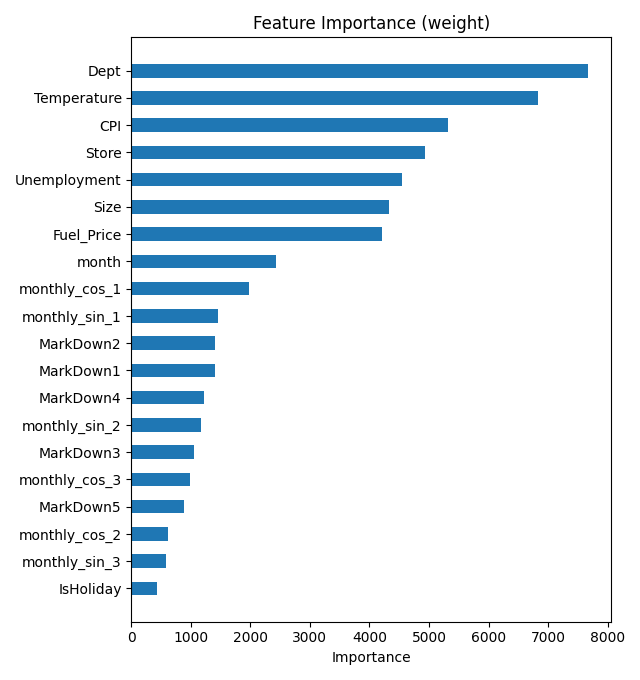 Feature Importance (weight)
Dept
Temperature
CPI
Store
Unemployment
Size
Fuel_Price
month
monthly_cos_1
monthly_sin_1
MarkDown2
MarkDown1
MarkDown4
monthly_sin_2
MarkDown3
monthly_cos_3
MarkDown5
monthly_cos_2
monthly_sin_3
IsHoliday
0 1000 2000 3000 4000 5000 6000 7000 8000
Importance